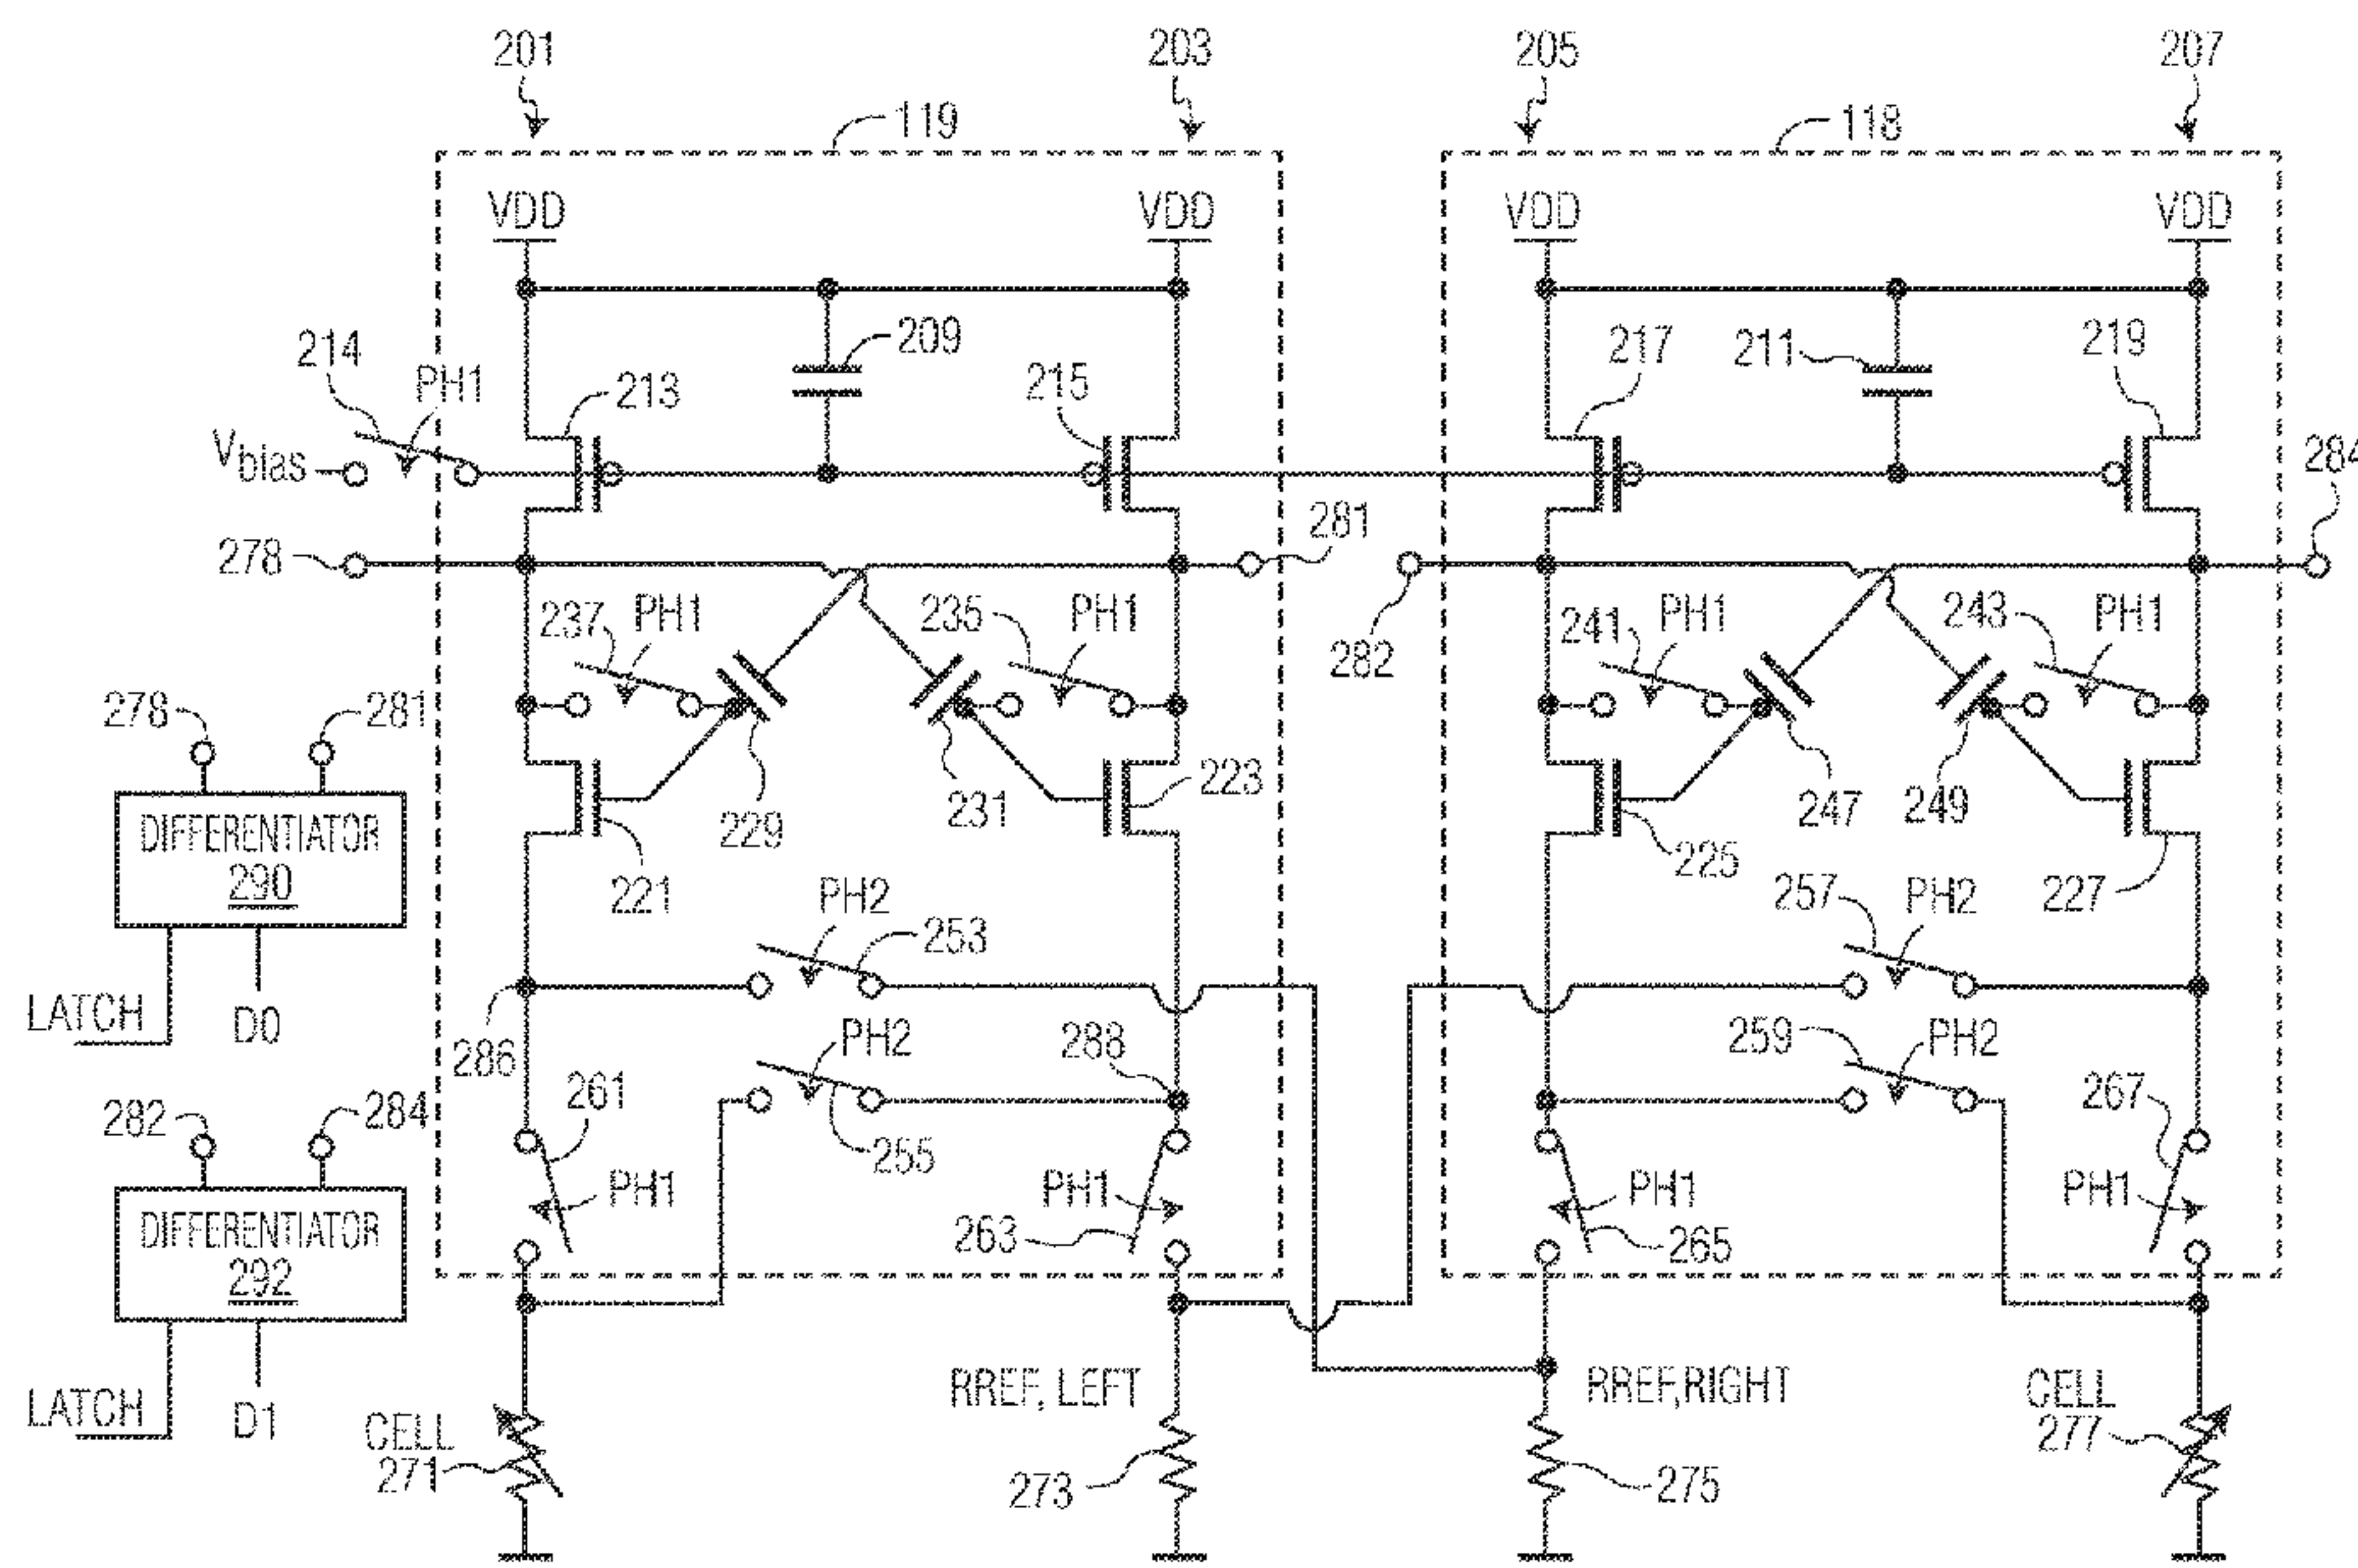 201 203 205 207
119 118
VDD VDD VDD VDD
214 PH1 213 209 215 217 211 219
Vbias 284
278 281 282
237 PH1 235 PH1 241 PH1 243 PH1
278 281
229 231 223 247 249
DIFFERENTIATOR
290
221 225 227
PH2 253 257 PH2
LATCH D0
286 PH2 288 259 PH2
282 284 261 255 267
DIFFERENTIATOR
292
PH1 PH1 263 PH1 265 PH1
LATCH D1
RREF, LEFT RREF,RIGHT
CELL
271
CELL
277
273 275